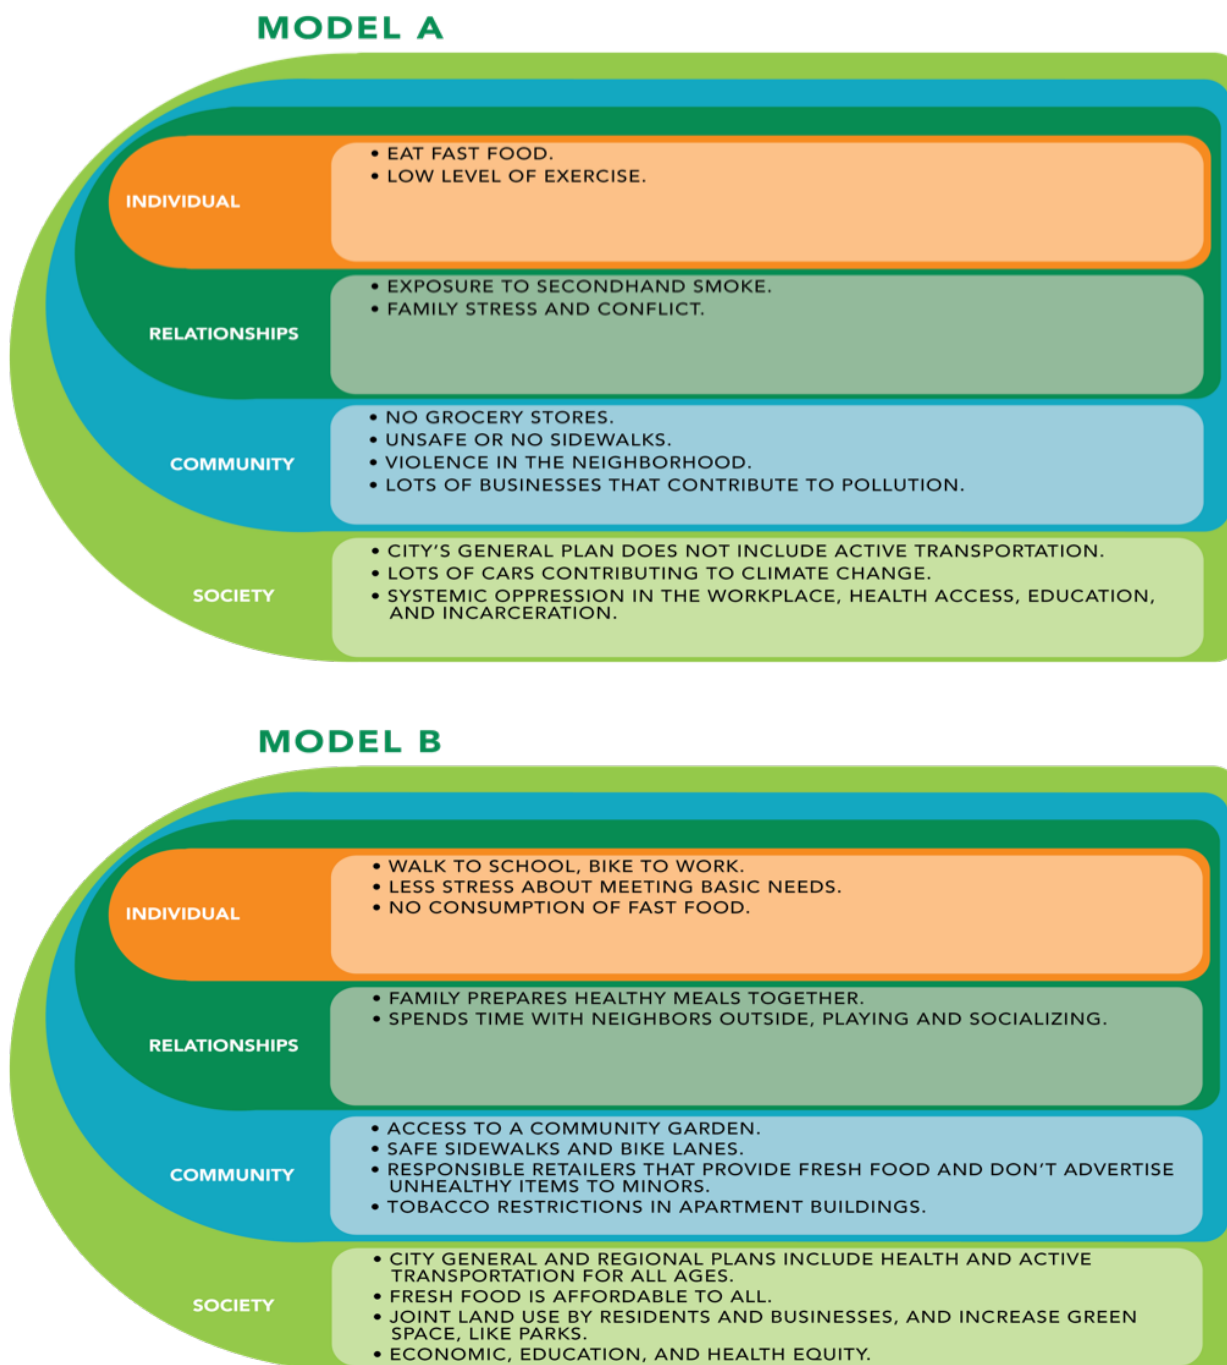 MODEL A
INDIVIDUAL
• EAT FAST FOOD.
• LOW LEVEL OF EXERCISE.
RELATIONSHIPS
• EXPOSURE TO SECONDHAND SMOKE.
• FAMILY STRESS AND CONFLICT.
COMMUNITY
• NO GROCERY STORES.
• UNSAFE OR NO SIDEWALKS.
• VIOLENCE IN THE NEIGHBORHOOD.
• LOTS OF BUSINESSES THAT CONTRIBUTE TO POLLUTION.
SOCIETY
• CITY'S GENERAL PLAN DOES NOT INCLUDE ACTIVE TRANSPORTATION.
• LOTS OF CARS CONTRIBUTING TO CLIMATE CHANGE.
• SYSTEMIC OPPRESSION IN THE WORKPLACE, HEALTH ACCESS, EDUCATION,
AND INCARCERATION.
MODEL B
INDIVIDUAL
• WALK TO SCHOOL, BIKE TO WORK.
• LESS STRESS ABOUT MEETING BASIC NEEDS.
• NO CONSUMPTION OF FAST FOOD.
RELATIONSHIPS
• FAMILY PREPARES HEALTHY MEALS TOGETHER.
• SPENDS TIME WITH NEIGHBORS OUTSIDE, PLAYING AND SOCIALIZING.
COMMUNITY
• ACCESS TO A COMMUNITY GARDEN.
• SAFE SIDEWALKS AND BIKE LANES.
• RESPONSIBLE RETAILERS THAT PROVIDE FRESH FOOD AND DON'T ADVERTISE
UNHEALTHY ITEMS TO MINORS.
• TOBACCO RESTRICTIONS IN APARTMENT BUILDINGS.
SOCIETY
• CITY GENERAL AND REGIONAL PLANS INCLUDE HEALTH AND ACTIVE
TRANSPORTATION FOR ALL AGES.
• FRESH FOOD IS AFFORDABLE TO ALL.
• JOINT LAND USE BY RESIDENTS AND BUSINESSES, AND INCREASE GREEN
SPACE, LIKE PARKS.
• ECONOMIC, EDUCATION, AND HEALTH EQUITY.